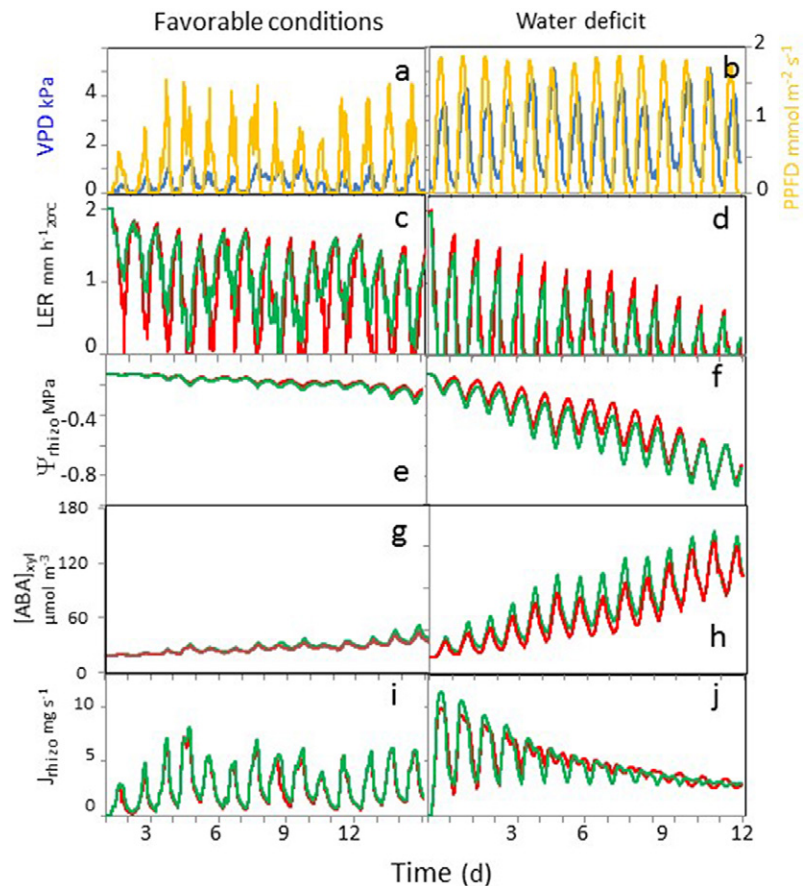 Favorable conditions
Water deficit
VPD kPa
4
2
0
a
b
2
1
0
PPFD mmol m-2 s-1
LER mm h-1 20°C
2
1
0
c
d
Ψrhizo MPa
-0.4
-0.8
e
f
[ABA]xyl
μmol m-3
180
120
60
0
g
h
Jrhizo mg s-1
10
5
0
i
j
3 6 9 12
3 6 9 12
Time (d)